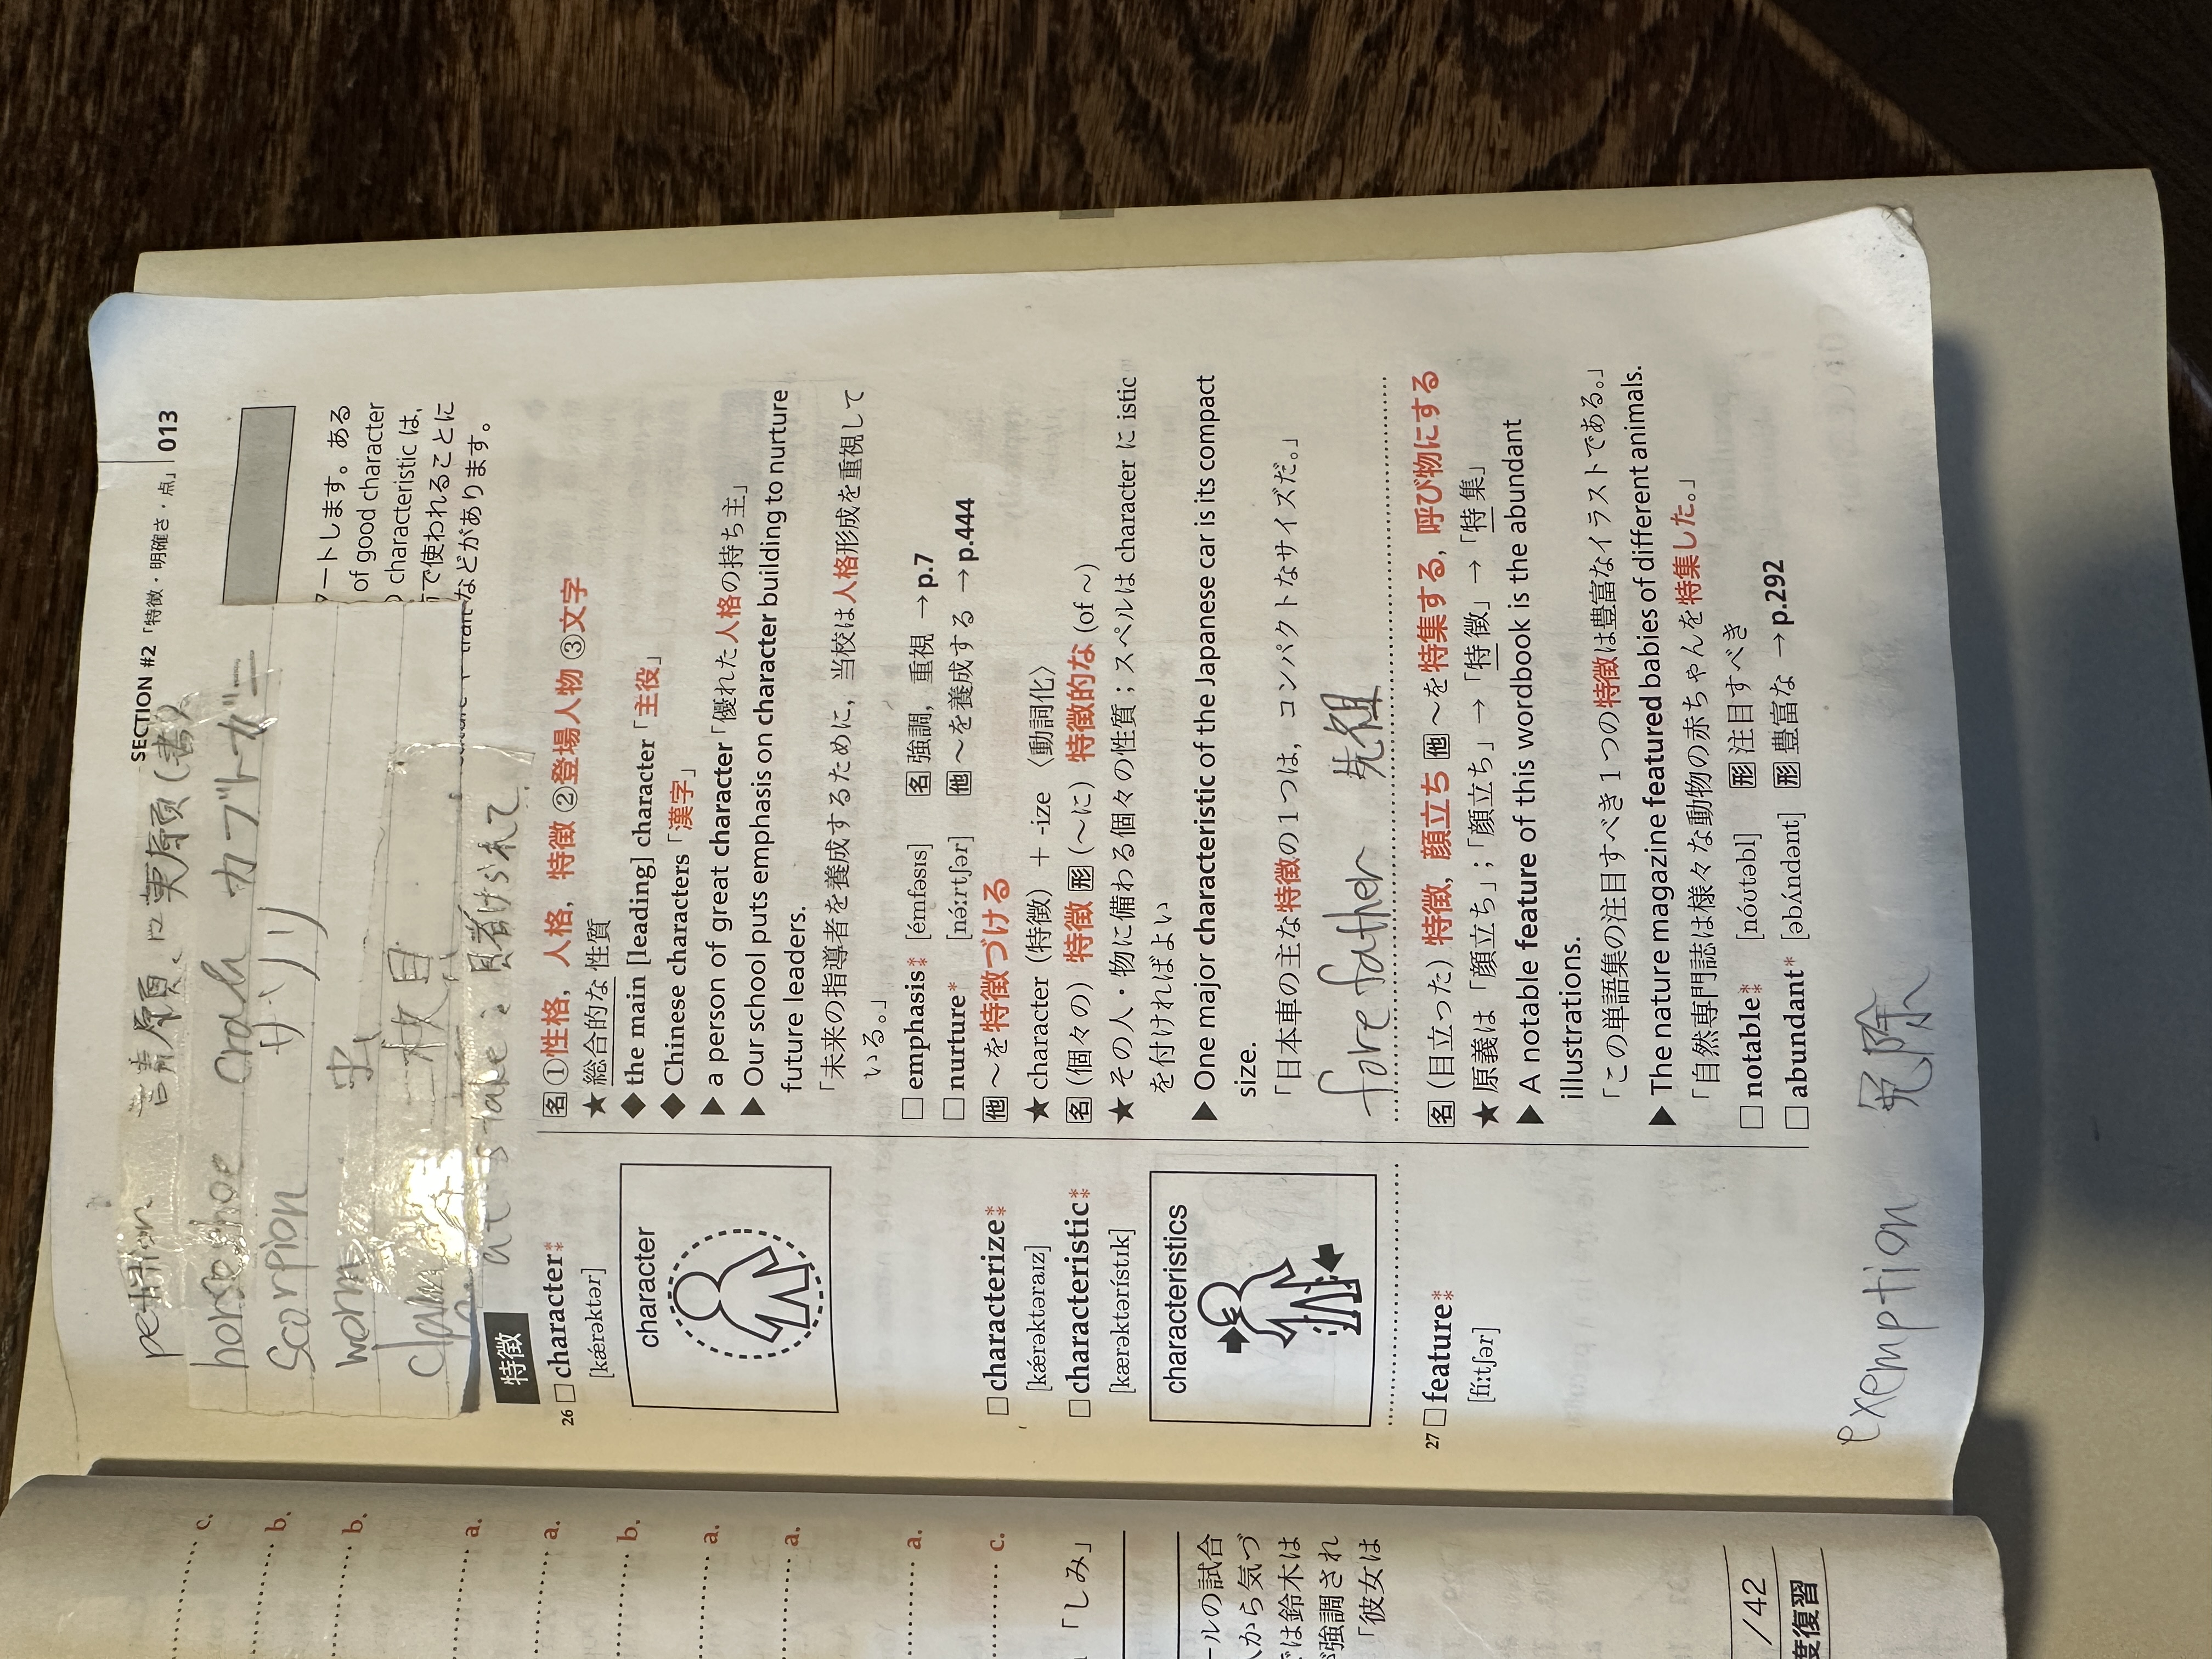 SECTION #2「特徴・明確さ・点」 013
petition 請願、口実願(書)
horseshoe crab カブトガニ
scorpion サソリ
worm 虫
clam 二枚貝
at stake :
タートします。ある
of good character
characteristic は,
で使われることに
trait などがあります。
特徴
26 □ character
[kǽrəktər]
名 ①性格, 人格, 特徴 ②登場人物 ③文字
★ 総合的な 性質
◆ the main [leading] character「主役」
◆ Chinese characters「漢字」
▶ a person of great character「優れた人格の持ち主」
▶ Our school puts emphasis on character building to nurture
future leaders.
「未来の指導者を養成するために, 当校は人格形成を重視して
いる。」
character
□ emphasis [émfəsɪs] 名 強調, 重視 → p.7
□ nurture* [nə́ːrtʃər] 他 ～を養成する → p.444
□ characterize 他 ～を特徴づける
[kǽrəktəraɪz] ★ character (特徴) + -ize 〈動詞化〉
□ characteristic 名 (個々の) 特徴 形 (～に) 特徴的な (of ～)
[kærəktərístɪk] ★ その人・物に備わる個々の性質；スペルは character に istic
を付ければよい
characteristics
▶ One major characteristic of the Japanese car is its compact
size.
「日本車の主な特徴の1つは, コンパクトなサイズだ。」
forefather 先祖
27 □ feature 名 (目立った) 特徴, 顔立ち 他 ～を特集する, 呼び物にする
[fíːtʃər] ★ 原義は「顔立ち」；「顔立ち」→「特徴」→「特集」
▶ A notable feature of this wordbook is the abundant
illustrations.
「この単語集の注目すべき1つの特徴は豊富なイラストである。」
▶ The nature magazine featured babies of different animals.
「自然専門誌は様々な動物の赤ちゃんを特集した。」
□ notable [nóʊtəbl] 形 注目すべき
□ abundant* [əbʌ́ndənt] 形 豊富な → p.292
exemption 免除
c.
b.
b.
a.
a.
b.
a.
a.
a.
c.
「しみ」
ールの試合
から気づ
では鈴木は
強調され
「彼女は
/42
度復習